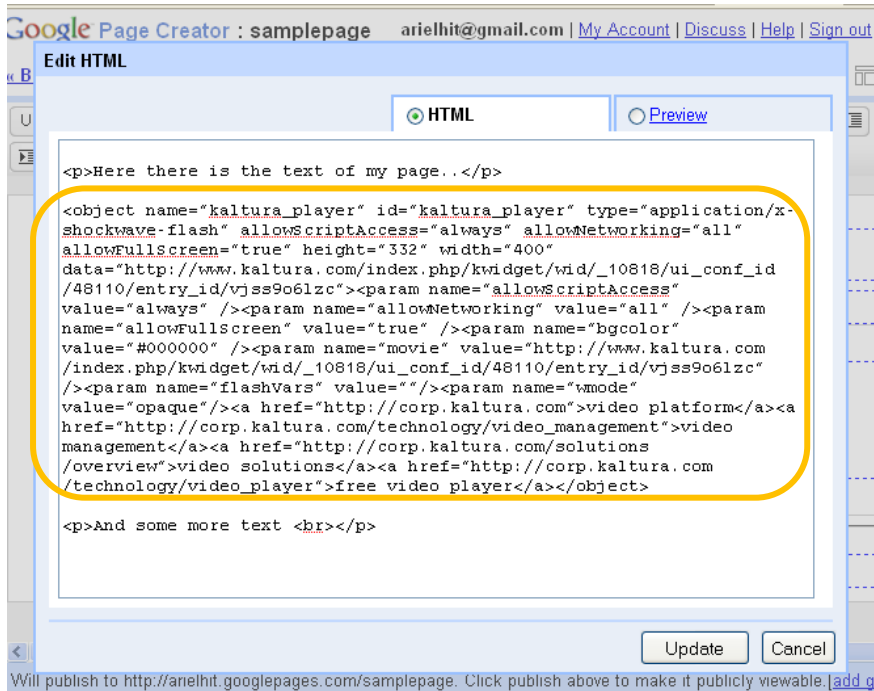 Google Page Creator : samplepage arielhit@gmail.com | My Account | Discuss | Help | Sign out
« B
Edit HTML
U
HTML Preview
<p>Here there is the text of my page..</p>
<object name="kaltura_player" id="kaltura_player" type="application/x-
shockwave-flash" allowScriptAccess="always" allowNetworking="all"
allowFullScreen="true" height="332" width="400"
data="http://www.kaltura.com/index.php/kwidget/wid/_10818/ui_conf_id
/48110/entry_id/vjss9o6lzc"><param name="allowScriptAccess"
value="always" /><param name="allowNetworking" value="all" /><param
name="allowFullScreen" value="true" /><param name="bgcolor"
value="#000000" /><param name="movie" value="http://www.kaltura.com
/index.php/kwidget/wid/_10818/ui_conf_id/48110/entry_id/vjss9o6lzc"
/><param name="flashVars" value=""/><param name="wmode"
value="opaque"/><a href="http://corp.kaltura.com">video platform</a><a
href="http://corp.kaltura.com/technology/video_management">video
management</a><a href="http://corp.kaltura.com/solutions
/overview">video solutions</a><a href="http://corp.kaltura.com
/technology/video_player">free video player</a></object>
<p>And some more text <br></p>
Update Cancel
Will publish to http://arielhit.googlepages.com/samplepage. Click publish above to make it publicly viewable.[add g